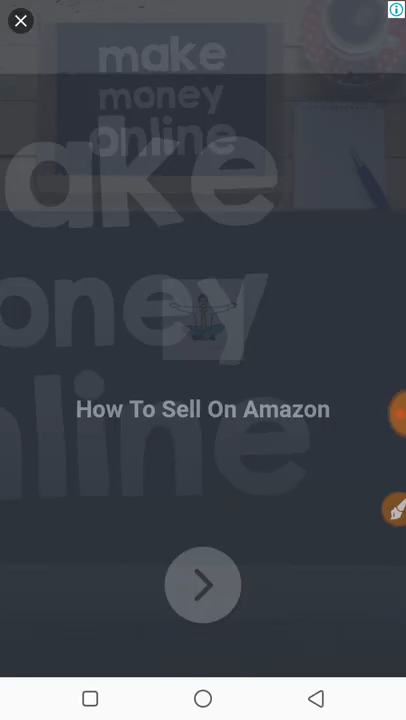 make
money
online
ake
oney
nline
How To Sell On Amazon